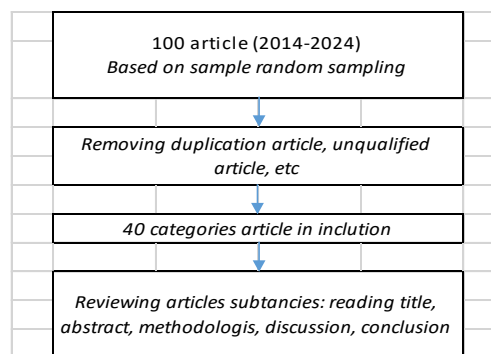 100 article (2014-2024)
Based on sample random sampling
Removing duplication article, unqualified
article, etc
40 categories article in inclution
Reviewing articles subtancies: reading title,
abstract, methodologis, discussion, conclusion